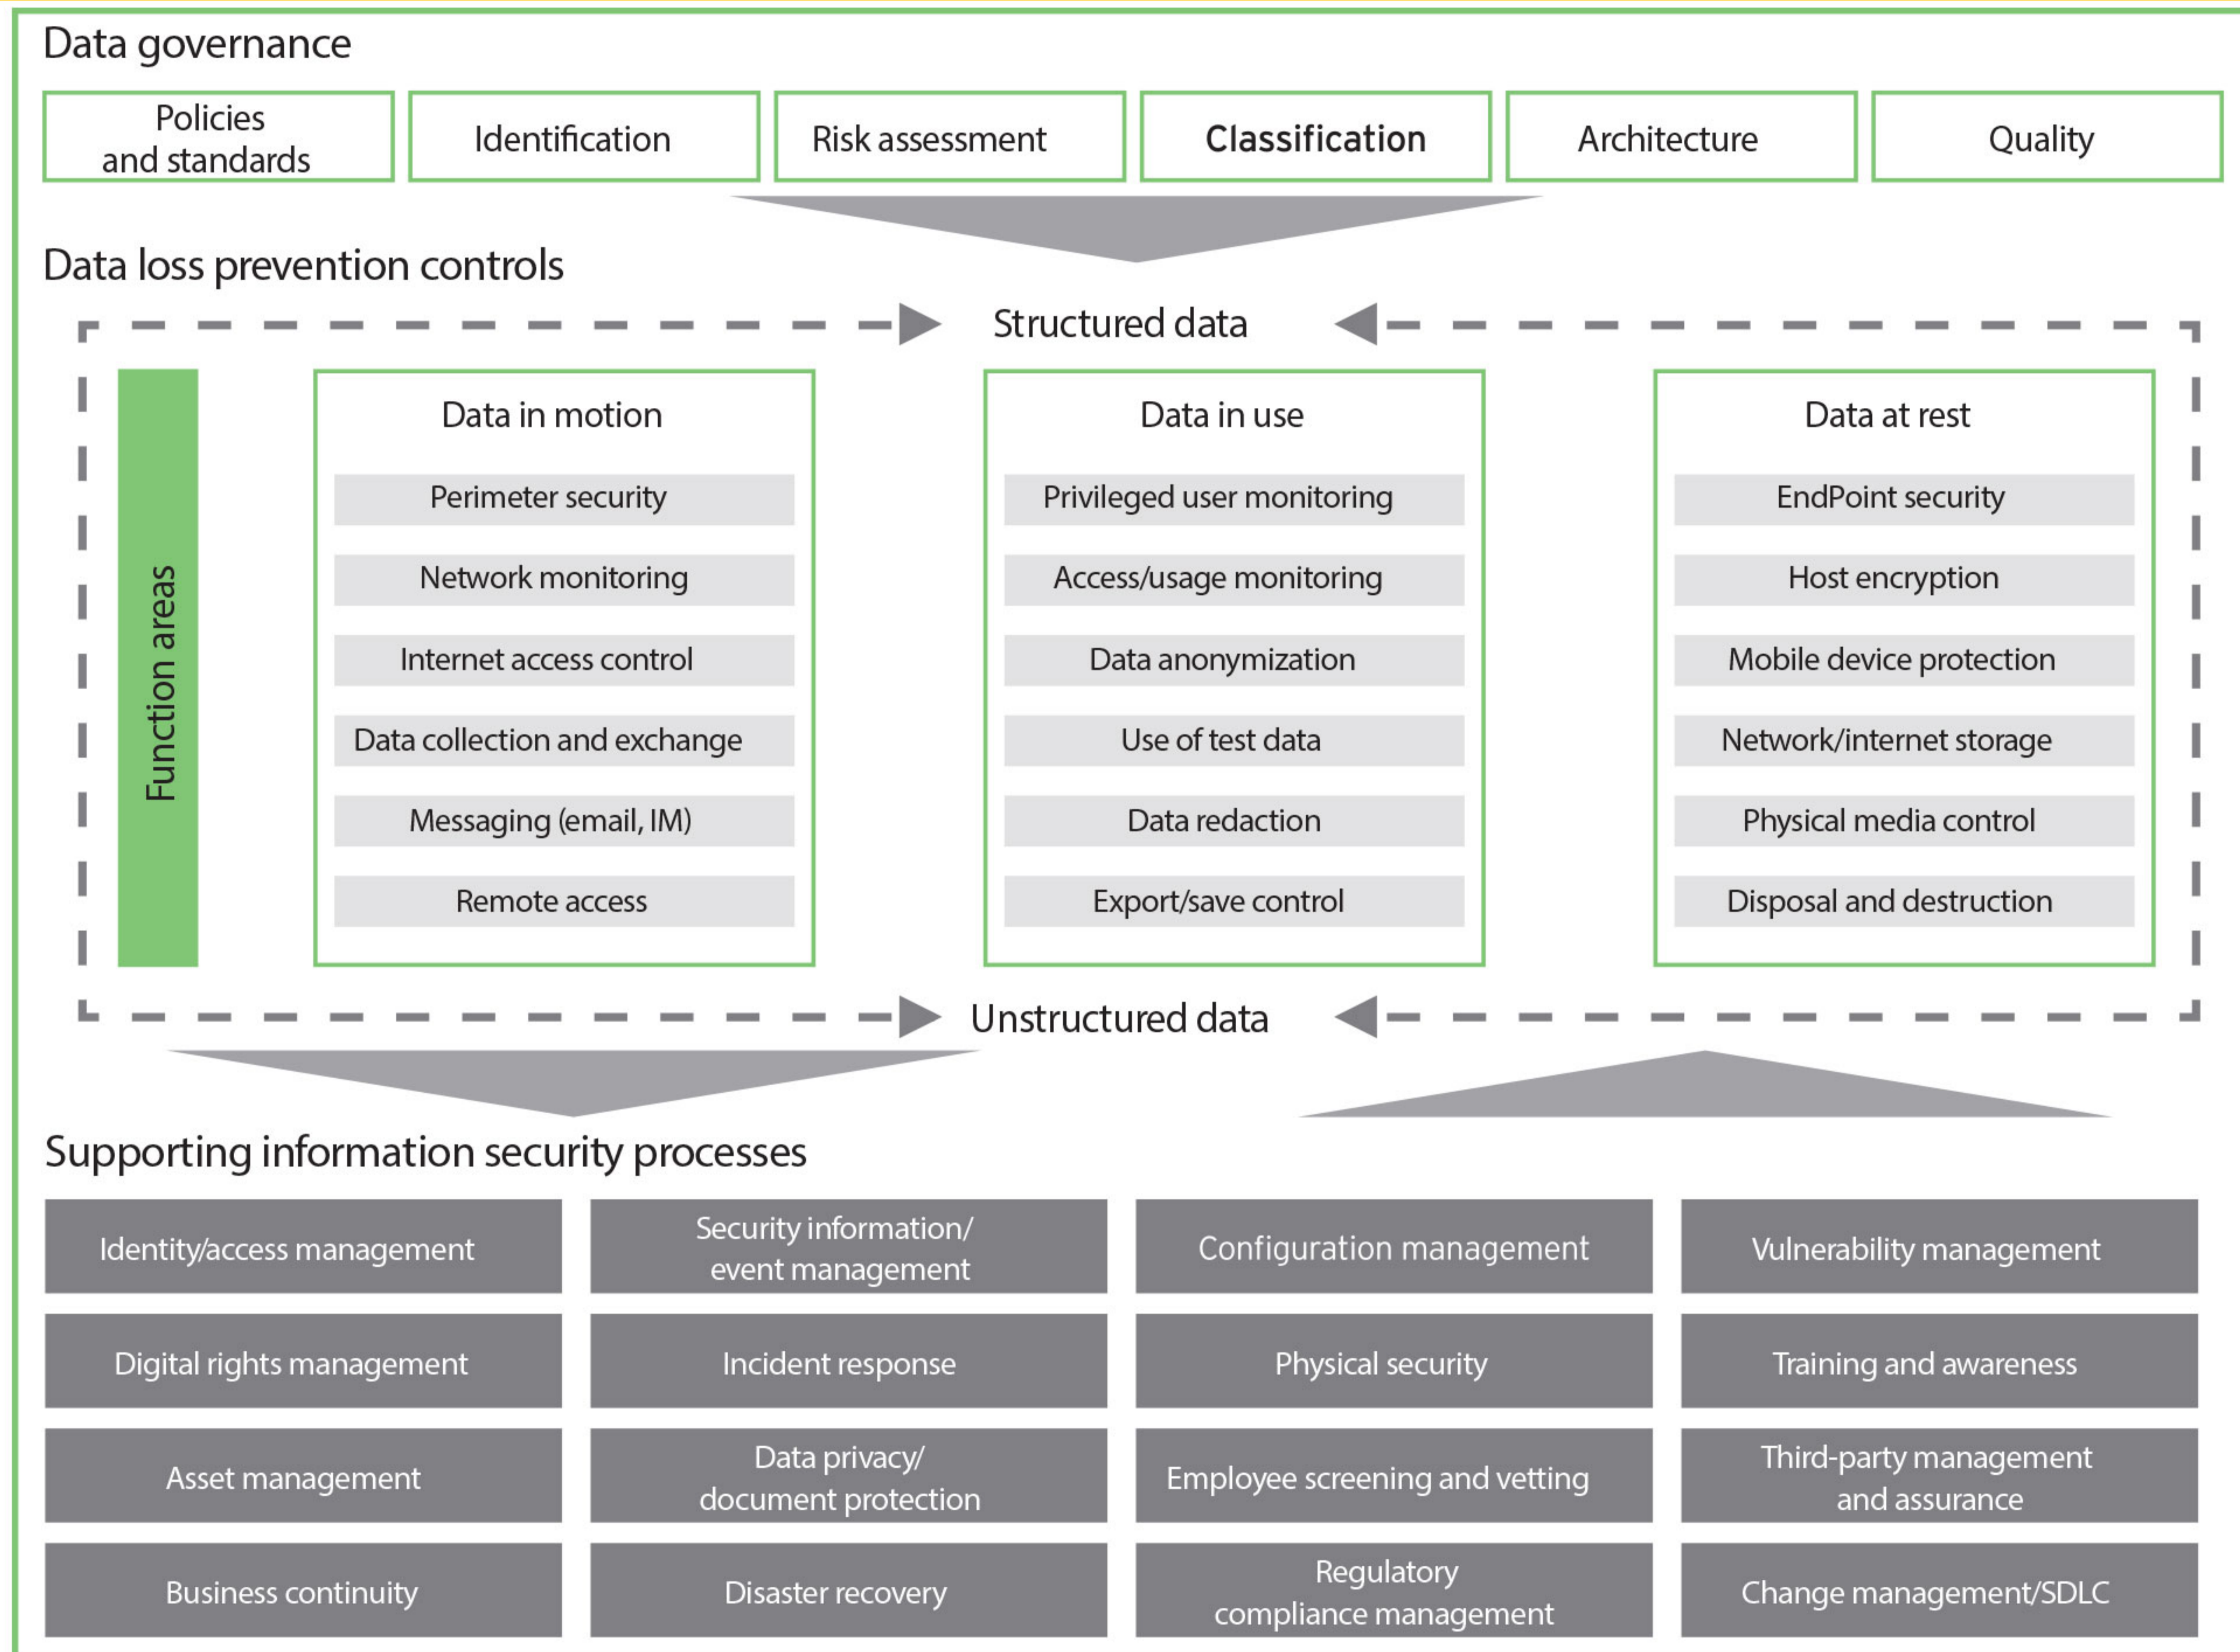 Data governance
Policies
and standards
Identification
Risk assessment
Classification
Architecture
Quality
Data loss prevention controls
Structured data
Function areas
Data in motion
Perimeter security
Network monitoring
Internet access control
Data collection and exchange
Messaging (email, IM)
Remote access
Data in use
Privileged user monitoring
Access/usage monitoring
Data anonymization
Use of test data
Data redaction
Export/save control
Data at rest
EndPoint security
Host encryption
Mobile device protection
Network/internet storage
Physical media control
Disposal and destruction
Unstructured data
Supporting information security processes
Identity/access management
Security information/
event management
Configuration management
Vulnerability management
Digital rights management
Incident response
Physical security
Training and awareness
Asset management
Data privacy/
document protection
Employee screening and vetting
Third-party management
and assurance
Business continuity
Disaster recovery
Regulatory
compliance management
Change management/SDLC